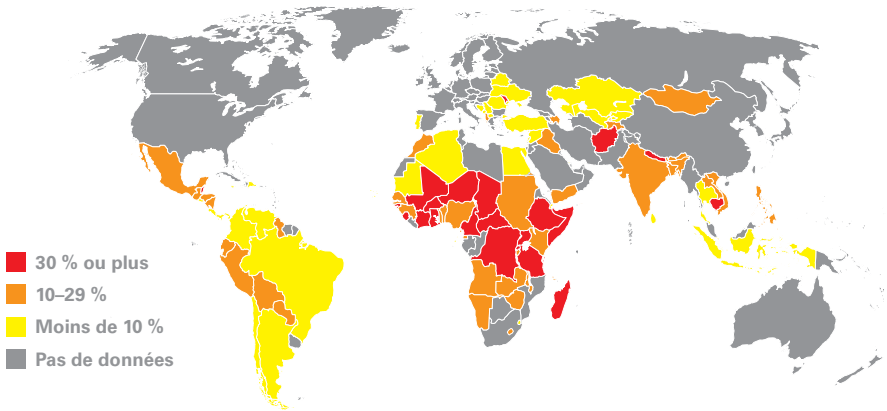 30 % ou plus
10–29 %
Moins de 10 %
Pas de données